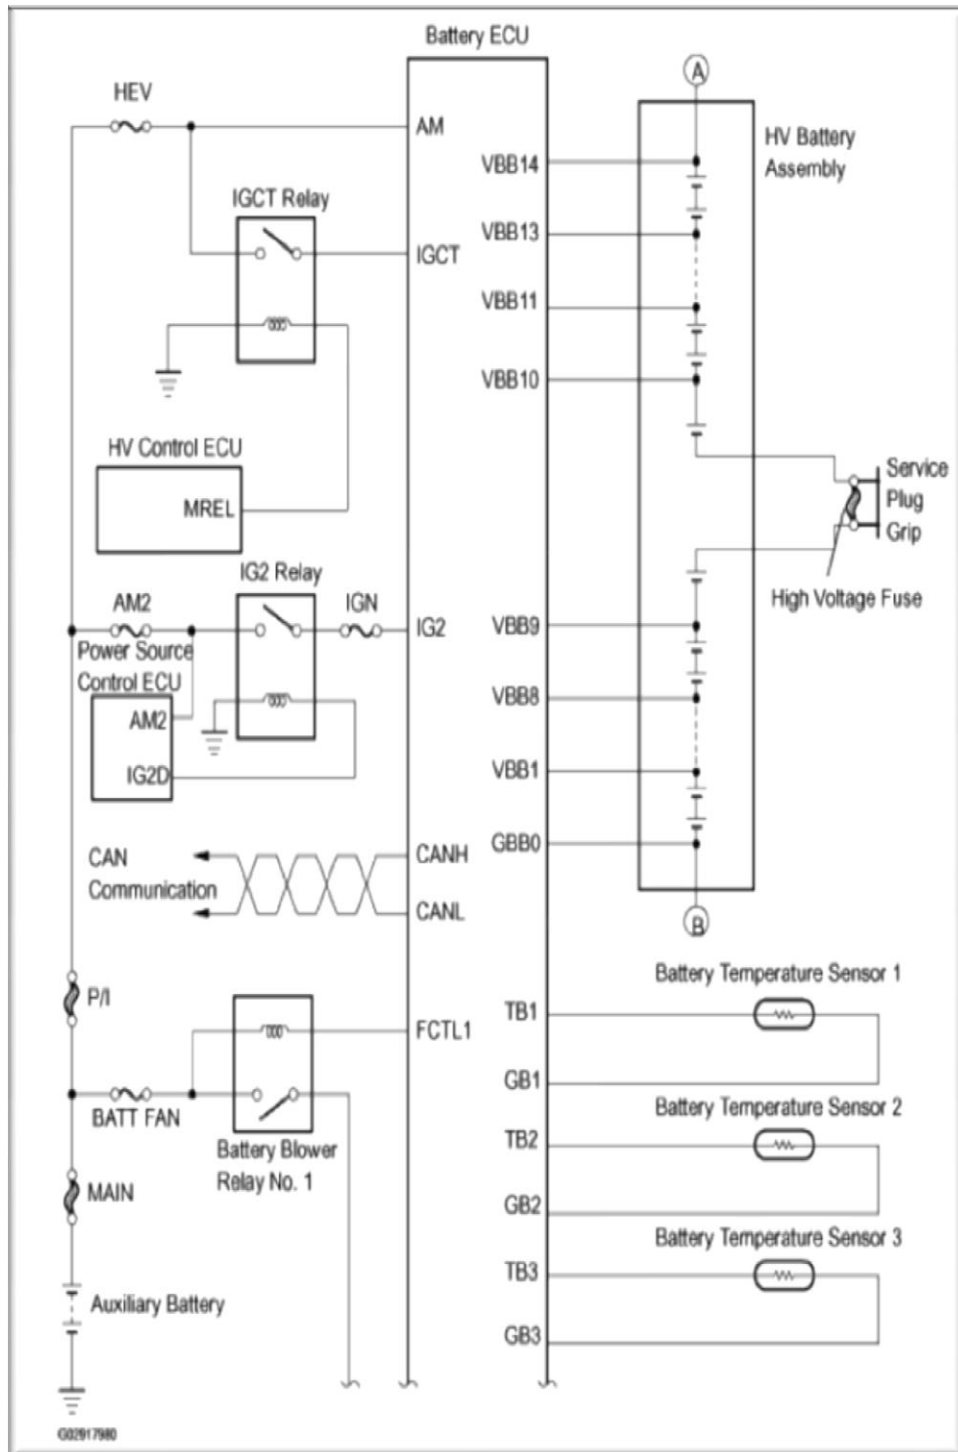 Battery ECU
A
HEV
AM
HV Battery
Assembly
VBB14
IGCT Relay
VBB13
IGCT
VBB11
VBB10
HV Control ECU
MREL
Service
Plug
Grip
IG2 Relay
AM2
IGN
IG2
High Voltage Fuse
VBB9
Power Source
Control ECU
VBB8
AM2
IG2D
VBB1
GBB0
CAN
Communication
CANH
CANL
B
Battery Temperature Sensor 1
P/I
TB1
FCTL1
GB1
BATT FAN
Battery Temperature Sensor 2
Battery Blower
Relay No. 1
TB2
MAIN
GB2
Battery Temperature Sensor 3
TB3
Auxiliary Battery
GB3
G02917980